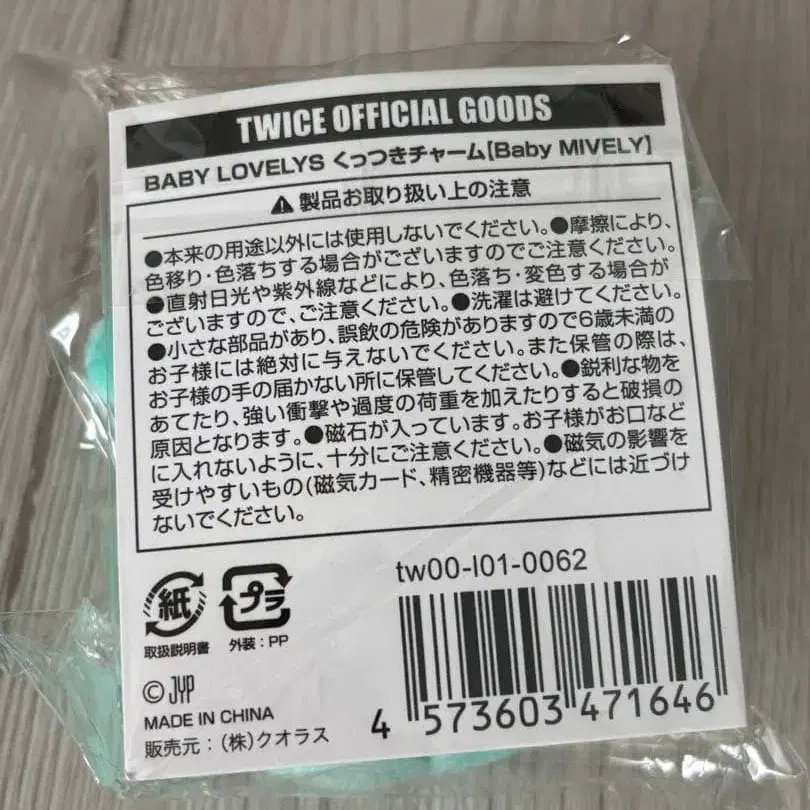 TWICE OFFICIAL GOODS
BABY LOVELYS くっつきチャーム【Baby MIVELY】
⚠ 製品お取り扱い上の注意
●本来の用途以外には使用しないでください。●摩擦により、
色移り・色落ちする場合がございますのでご注意ください。
●直射日光や紫外線などにより、色落ち・変色する場合が
ございますので、ご注意ください。●洗濯は避けてください。
●小さな部品があり、誤飲の危険がありますので6歳未満の
お子様には絶対に与えないでください。また保管の際は、
お子様の手の届かない所に保管してください。●鋭利な物を
あてたり、強い衝撃や過度の荷重を加えたりすると破損の
原因となります。●磁石が入っています。お子様がお口など
に入れないように、十分にご注意ください。●磁気の影響を
受けやすいもの(磁気カード、精密機器等)などには近づけ
ないでください。
tw00-l01-0062
紙 プラ
取扱説明書 外装：PP
© JYP
MADE IN CHINA
販売元：(株)クオラス
4 573603 471646